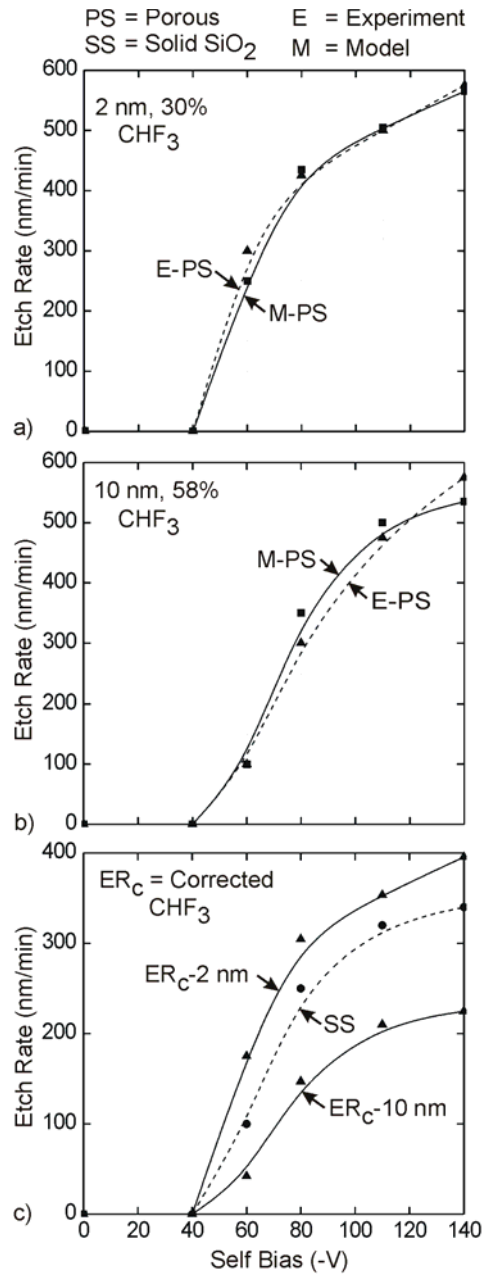 PS = Porous E = Experiment
SS = Solid SiO₂ M = Model
600
500
400
300
200
100
0
Etch Rate (nm/min)
2 nm, 30%
CHF₃
E-PS
M-PS
a)
600
500
400
300
200
100
0
Etch Rate (nm/min)
10 nm, 58%
CHF₃
M-PS
E-PS
b)
400
300
200
100
0
Etch Rate (nm/min)
ERC = Corrected
CHF₃
ERC-2 nm
SS
ERC-10 nm
c)
0 20 40 60 80 100 120 140
Self Bias (-V)